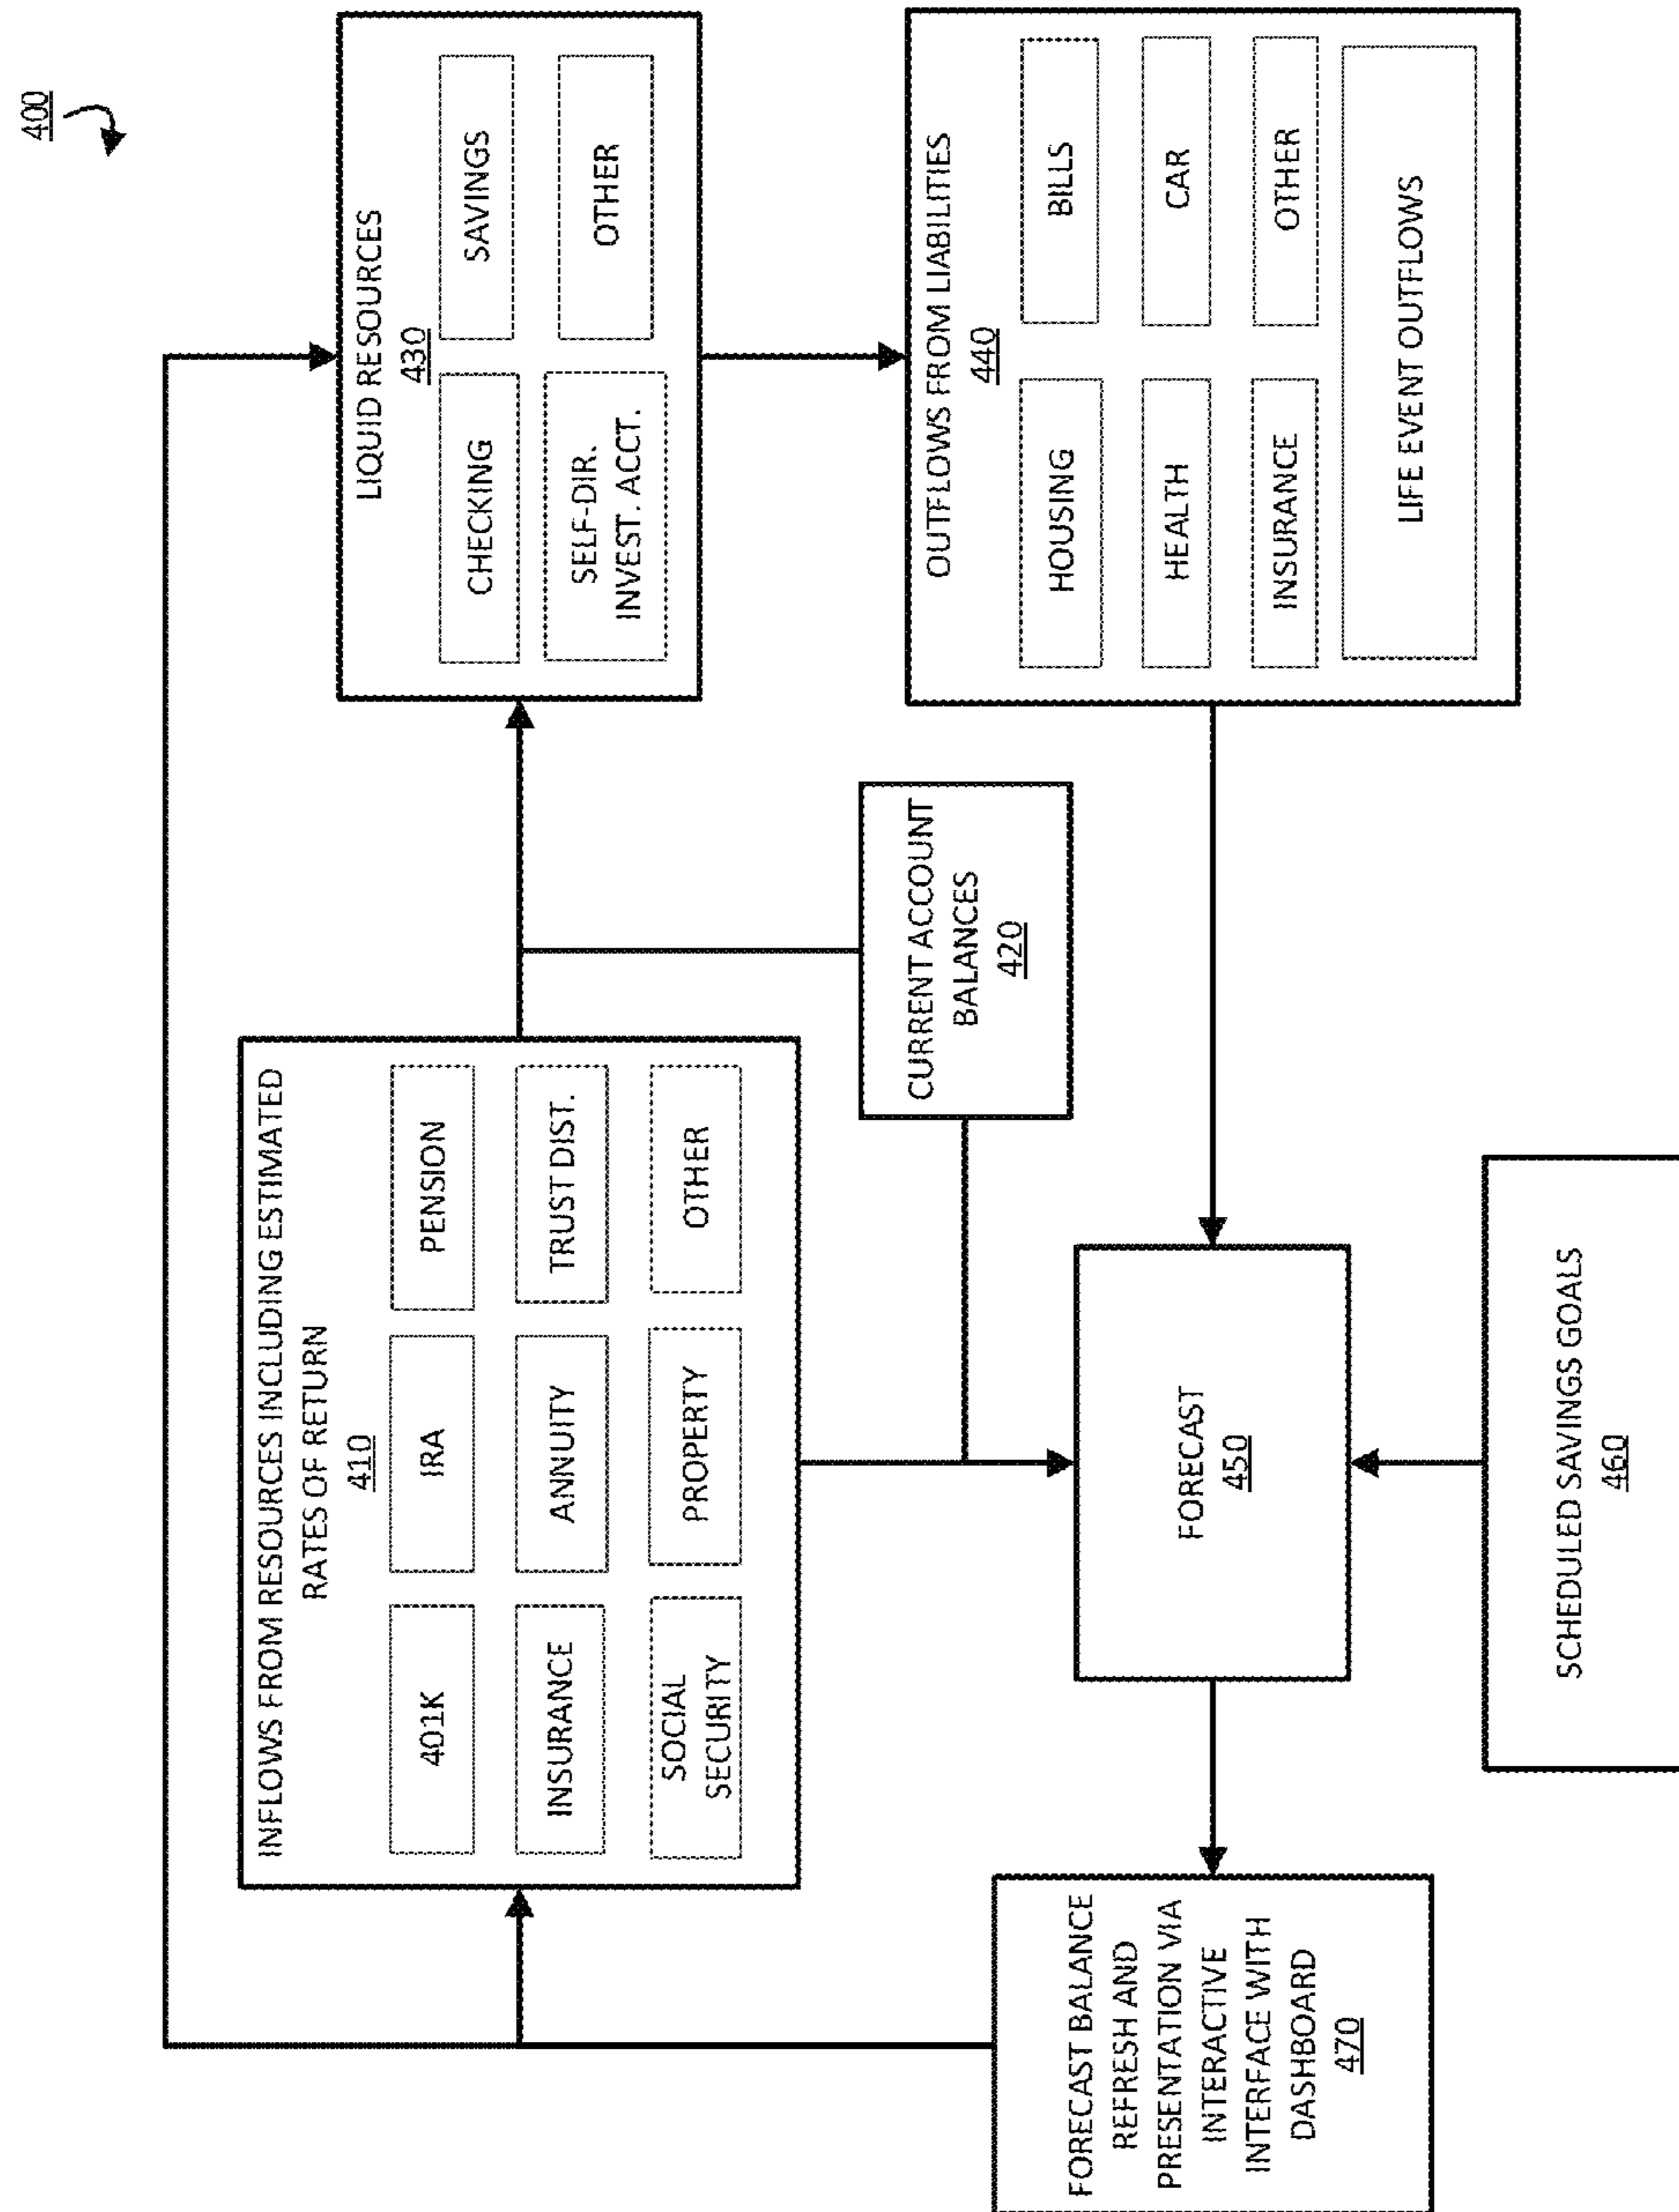 400
INFLOWS FROM RESOURCES INCLUDING ESTIMATED
RATES OF RETURN
410
401K
IRA
PENSION
INSURANCE
ANNUITY
TRUST DIST.
SOCIAL
SECURITY
PROPERTY
OTHER
LIQUID RESOURCES
430
CHECKING
SAVINGS
SELF-DIR.
INVEST. ACCT.
OTHER
CURRENT ACCOUNT
BALANCES
420
OUTFLOWS FROM LIABILITIES
440
HOUSING
BILLS
HEALTH
CAR
INSURANCE
OTHER
LIFE EVENT OUTFLOWS
FORECAST BALANCE
REFRESH AND
PRESENTATION VIA
INTERACTIVE
INTERFACE WITH
DASHBOARD
470
FORECAST
450
SCHEDULED SAVINGS GOALS
460